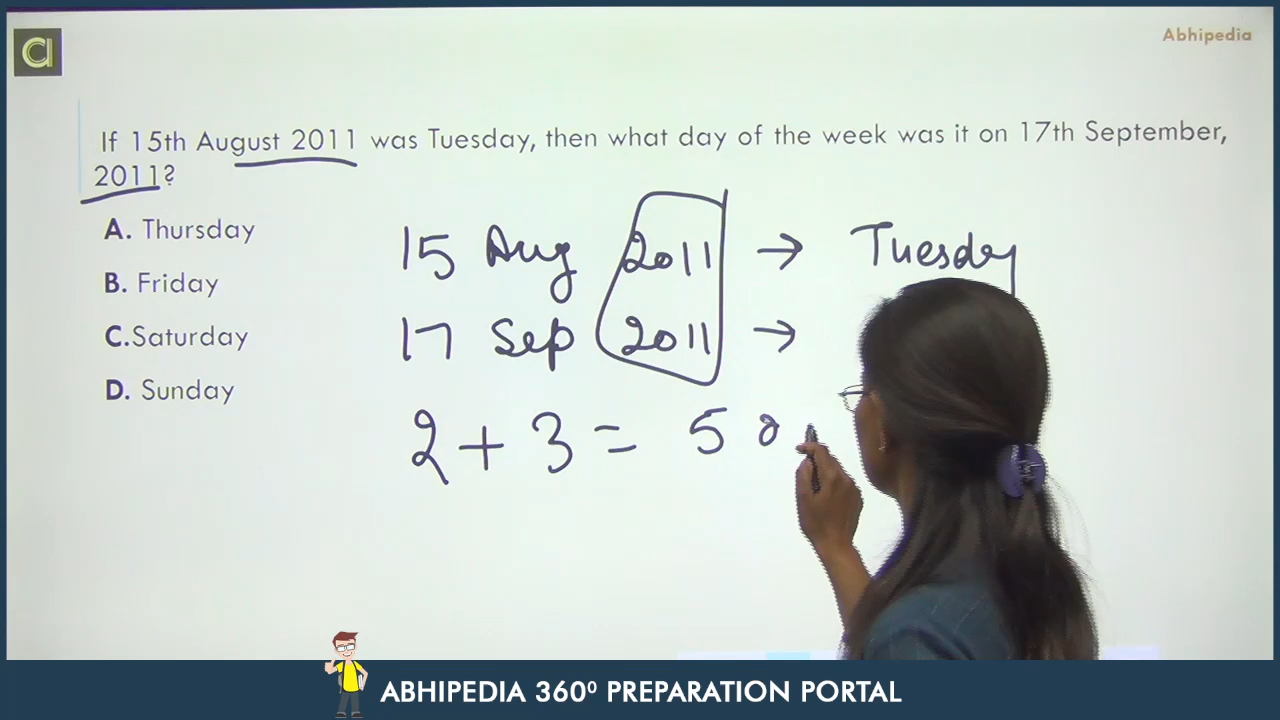 Abhipedia
If 15th August 2011 was Tuesday, then what day of the week was it on 17th September,
2011?
A. Thursday
B. Friday
C.Saturday
D. Sunday
15 Aug 2011 → Tuesday
17 Sep 2011 →
2 + 3 = 5
ABHIPEDIA 360⁰ PREPARATION PORTAL